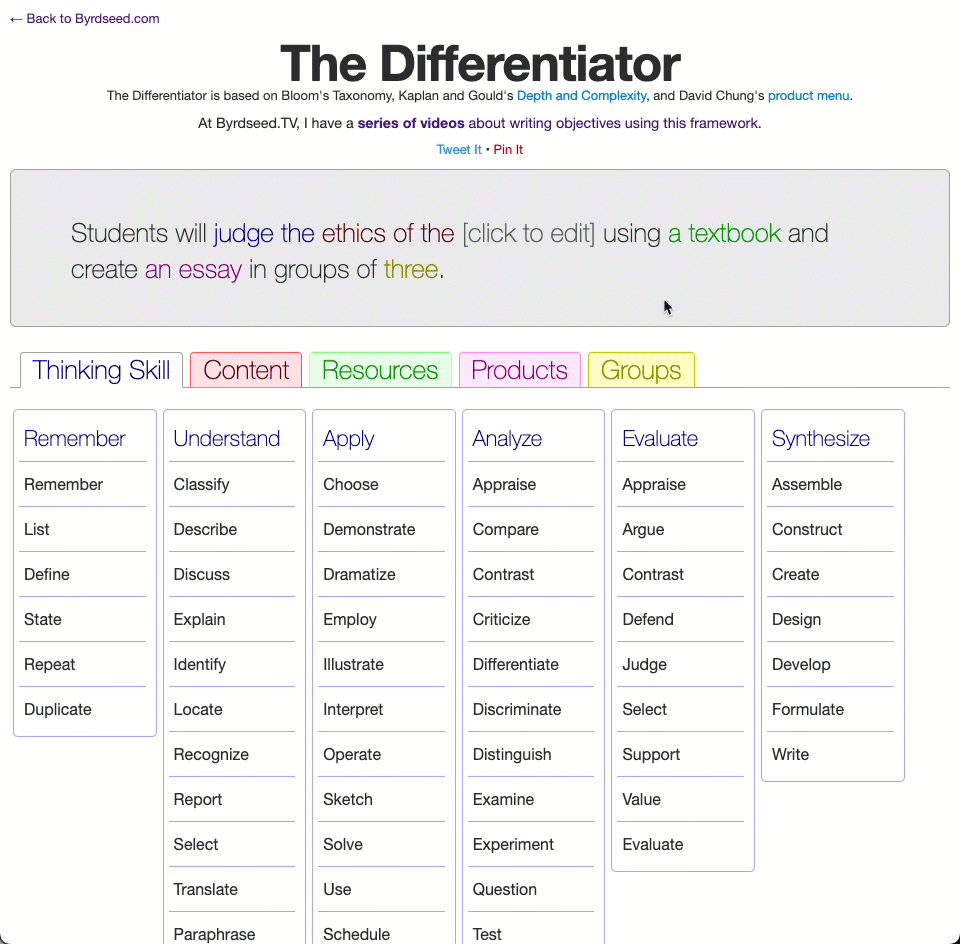 ← Back to Byrdseed.com
The Differentiator
The Differentiator is based on Bloom's Taxonomy, Kaplan and Gould's Depth and Complexity, and David Chung's product menu.
At Byrdseed.TV, I have a series of videos about writing objectives using this framework.
Tweet It • Pin It
Students will judge the ethics of the [click to edit] using a textbook and
create an essay in groups of three.
Thinking Skill
Content
Resources
Products
Groups
Remember
Remember
List
Define
State
Repeat
Duplicate
Understand
Classify
Describe
Discuss
Explain
Identify
Locate
Recognize
Report
Select
Translate
Paraphrase
Apply
Choose
Demonstrate
Dramatize
Employ
Illustrate
Interpret
Operate
Sketch
Solve
Use
Schedule
Analyze
Appraise
Compare
Contrast
Criticize
Differentiate
Discriminate
Distinguish
Examine
Experiment
Question
Test
Evaluate
Appraise
Argue
Contrast
Defend
Judge
Select
Support
Value
Evaluate
Synthesize
Assemble
Construct
Create
Design
Develop
Formulate
Write